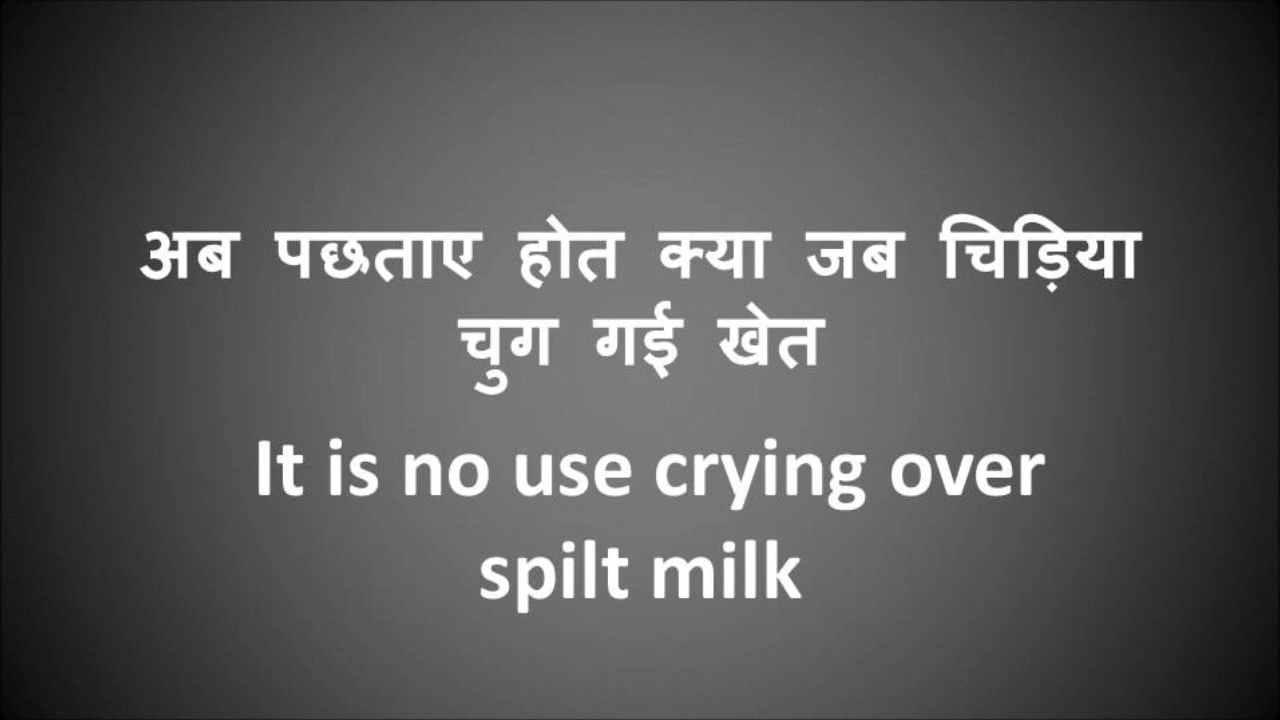 अब पछताए होत क्या जब चिड़िया
चुग गई खेत
It is no use crying over
spilt milk